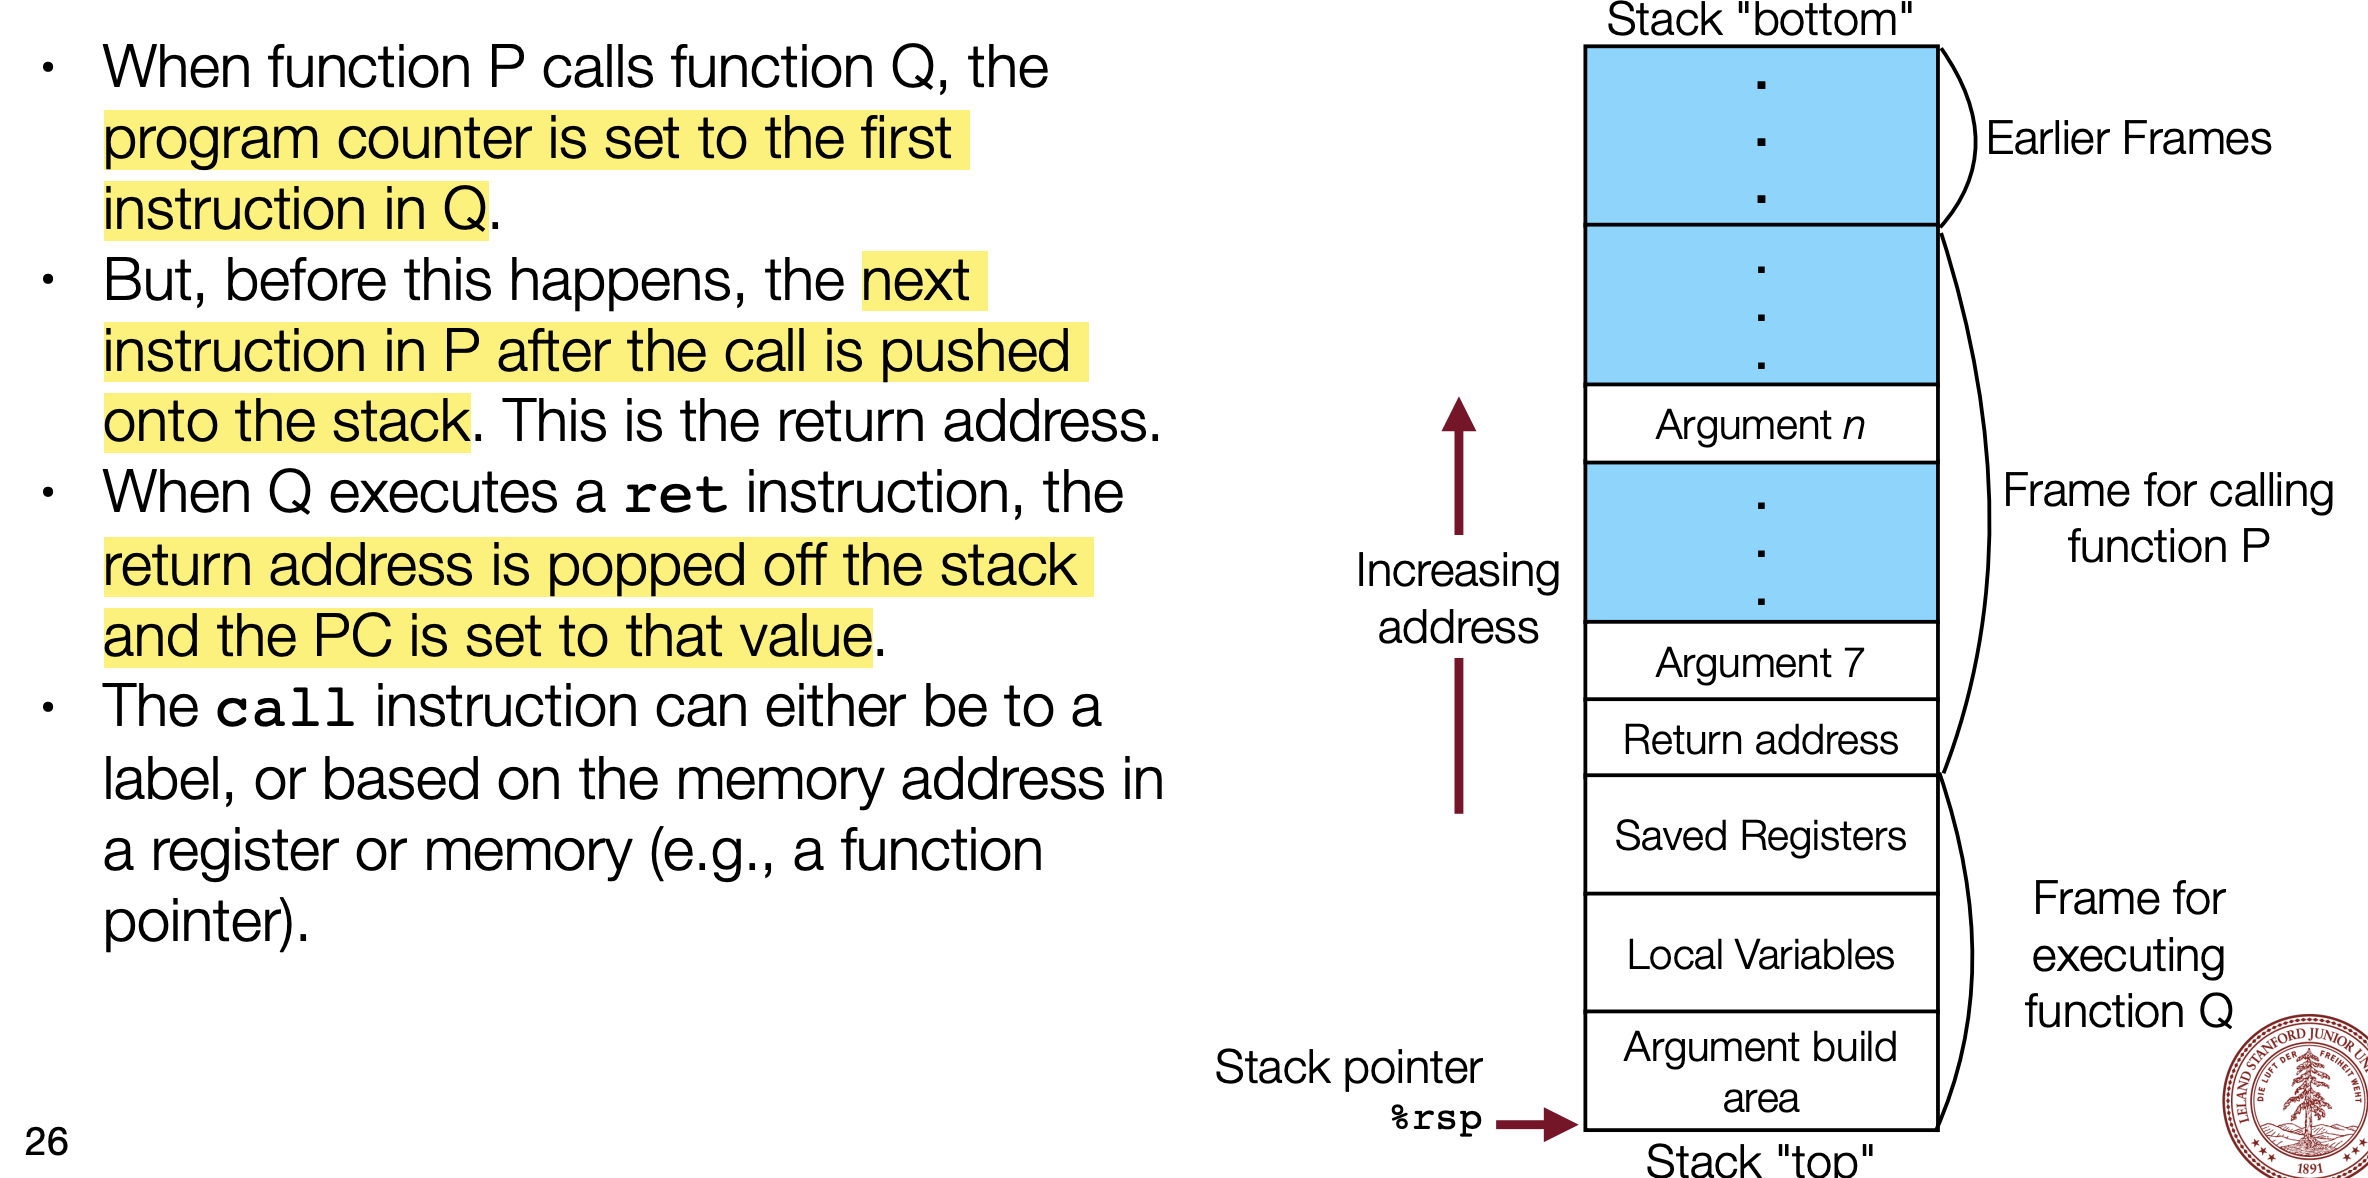 • When function P calls function Q, the
program counter is set to the first
instruction in Q.
• But, before this happens, the next
instruction in P after the call is pushed
onto the stack. This is the return address.
• When Q executes a ret instruction, the
return address is popped off the stack
and the PC is set to that value.
• The call instruction can either be to a
label, or based on the memory address in
a register or memory (e.g., a function
pointer).
26
Stack "bottom"
Earlier Frames
Argument n
Frame for calling
function P
Increasing
address
Argument 7
Return address
Saved Registers
Local Variables
Frame for
executing
function Q
Argument build
area
Stack pointer
%rsp
Stack "top"
LELAND STANFORD JUNIOR UN
DIE LUFT DER FREIHEIT WEHT
1891